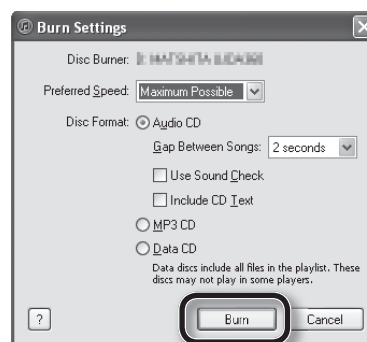 Burn Settings
Disc Burner:
Preferred Speed: Maximum Possible
Disc Format: Audio CD
Gap Between Songs: 2 seconds
Use Sound Check
Include CD Text
MP3 CD
Data CD
Data discs include all files in the playlist. These
discs may not play in some players.
? Burn Cancel